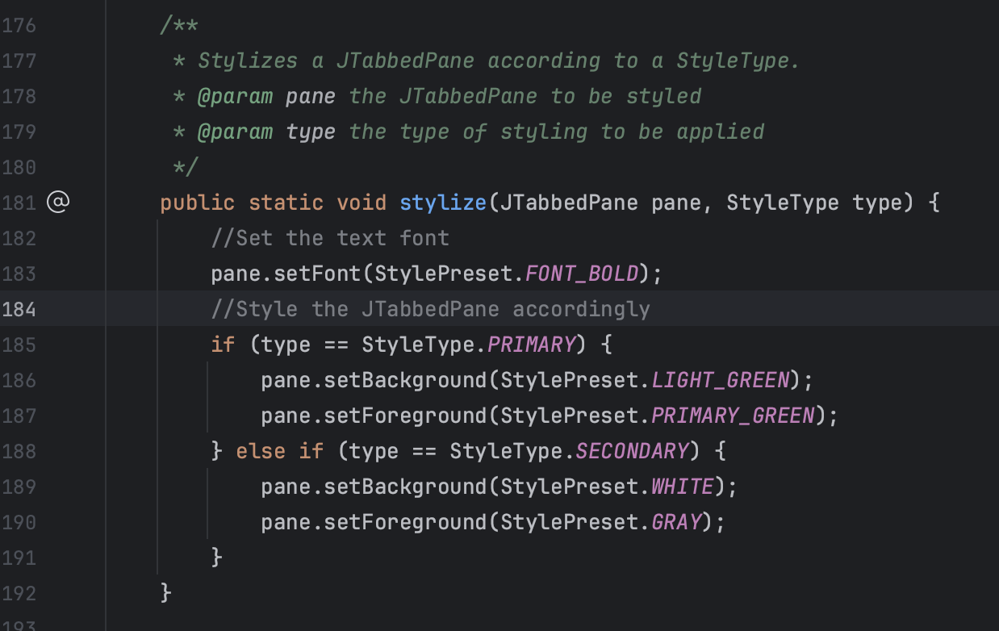 176 /**
177 * Stylizes a JTabbedPane according to a StyleType.
178 * @param pane the JTabbedPane to be styled
179 * @param type the type of styling to be applied
180 */
181 @ public static void stylize(JTabbedPane pane, StyleType type) {
182 //Set the text font
183 pane.setFont(StylePreset.FONT_BOLD);
184 //Style the JTabbedPane accordingly
185 if (type == StyleType.PRIMARY) {
186 pane.setBackground(StylePreset.LIGHT_GREEN);
187 pane.setForeground(StylePreset.PRIMARY_GREEN);
188 } else if (type == StyleType.SECONDARY) {
189 pane.setBackground(StylePreset.WHITE);
190 pane.setForeground(StylePreset.GRAY);
191 }
192 }
193